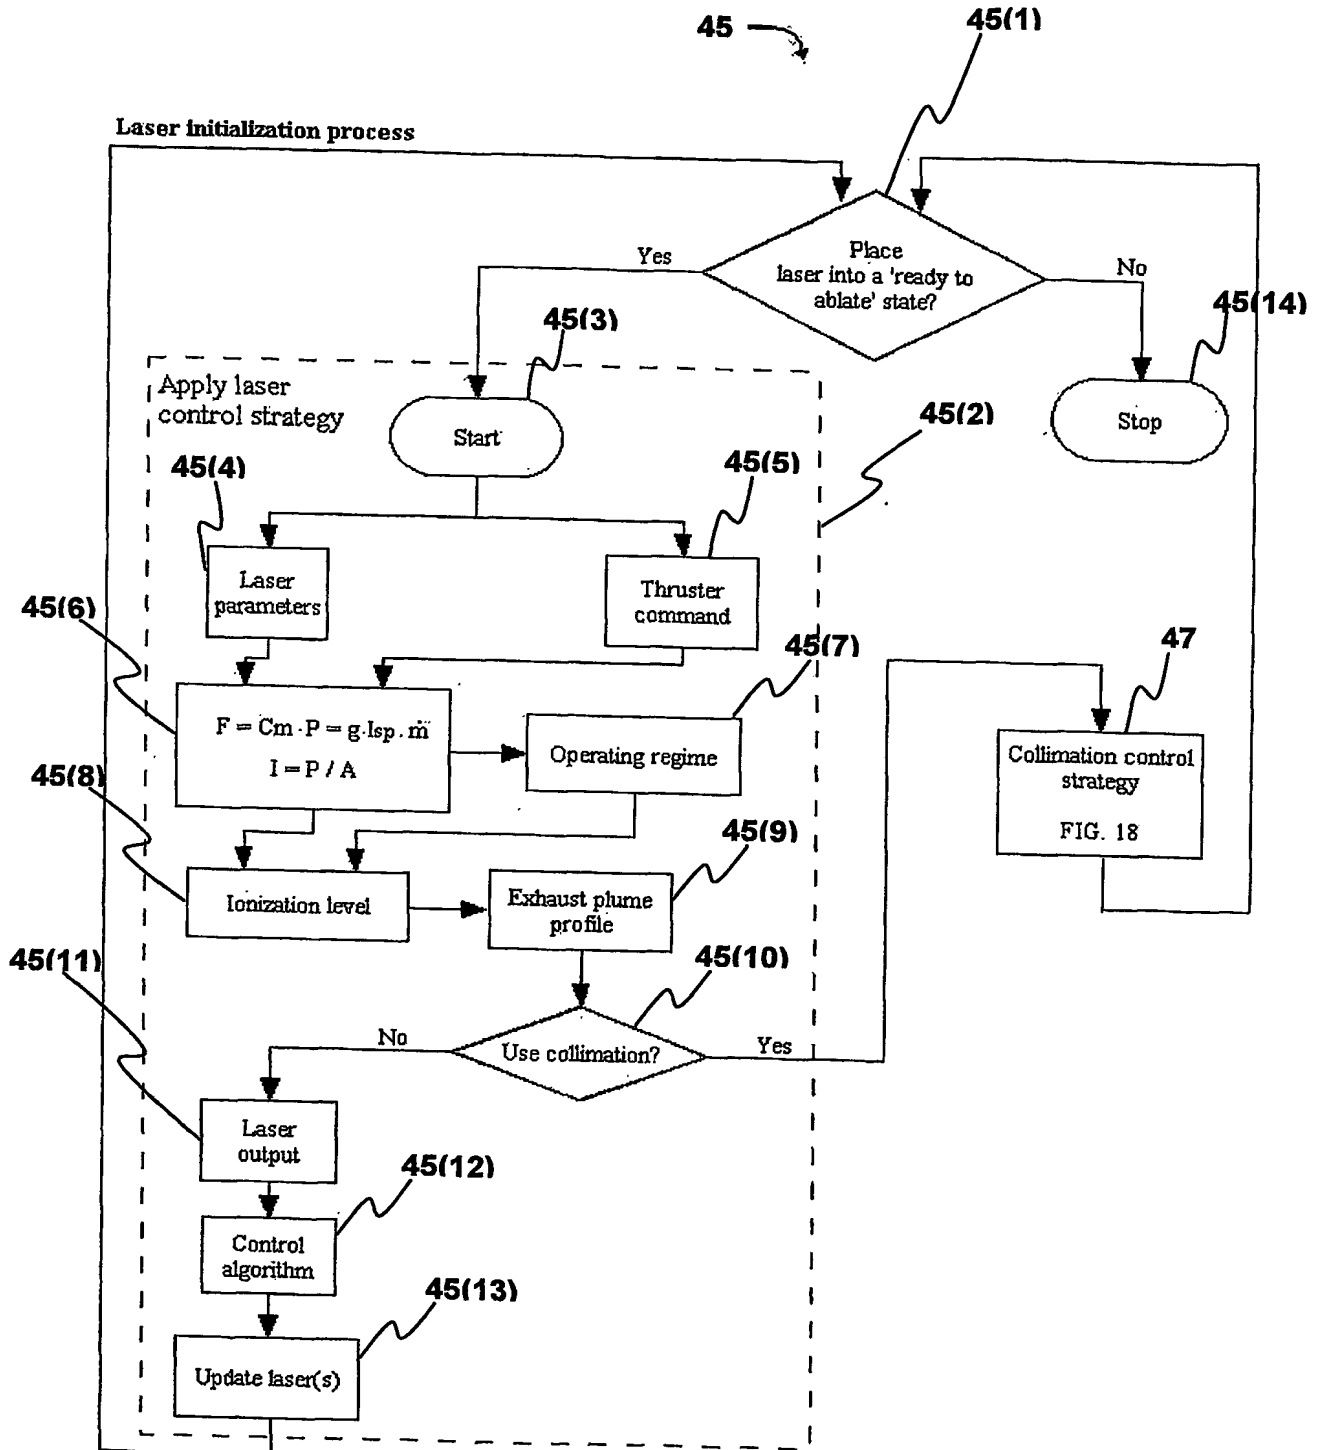 45
45(1)
Laser initialization process
Place
laser into a 'ready to
ablate' state?
Yes
No
45(3)
45(14)
Apply laser
control strategy
Start
Stop
45(2)
45(4)
45(5)
Laser
parameters
Thruster
command
45(6)
45(7)
47
F = Cm · P = g·Isp·ṁ
I = P / A
Operating regime
Collimation control
strategy
FIG. 18
45(8)
45(9)
Ionization level
Exhaust plume
profile
45(11)
45(10)
No
Use collimation?
Yes
Laser
output
45(12)
Control
algorithm
45(13)
Update laser(s)